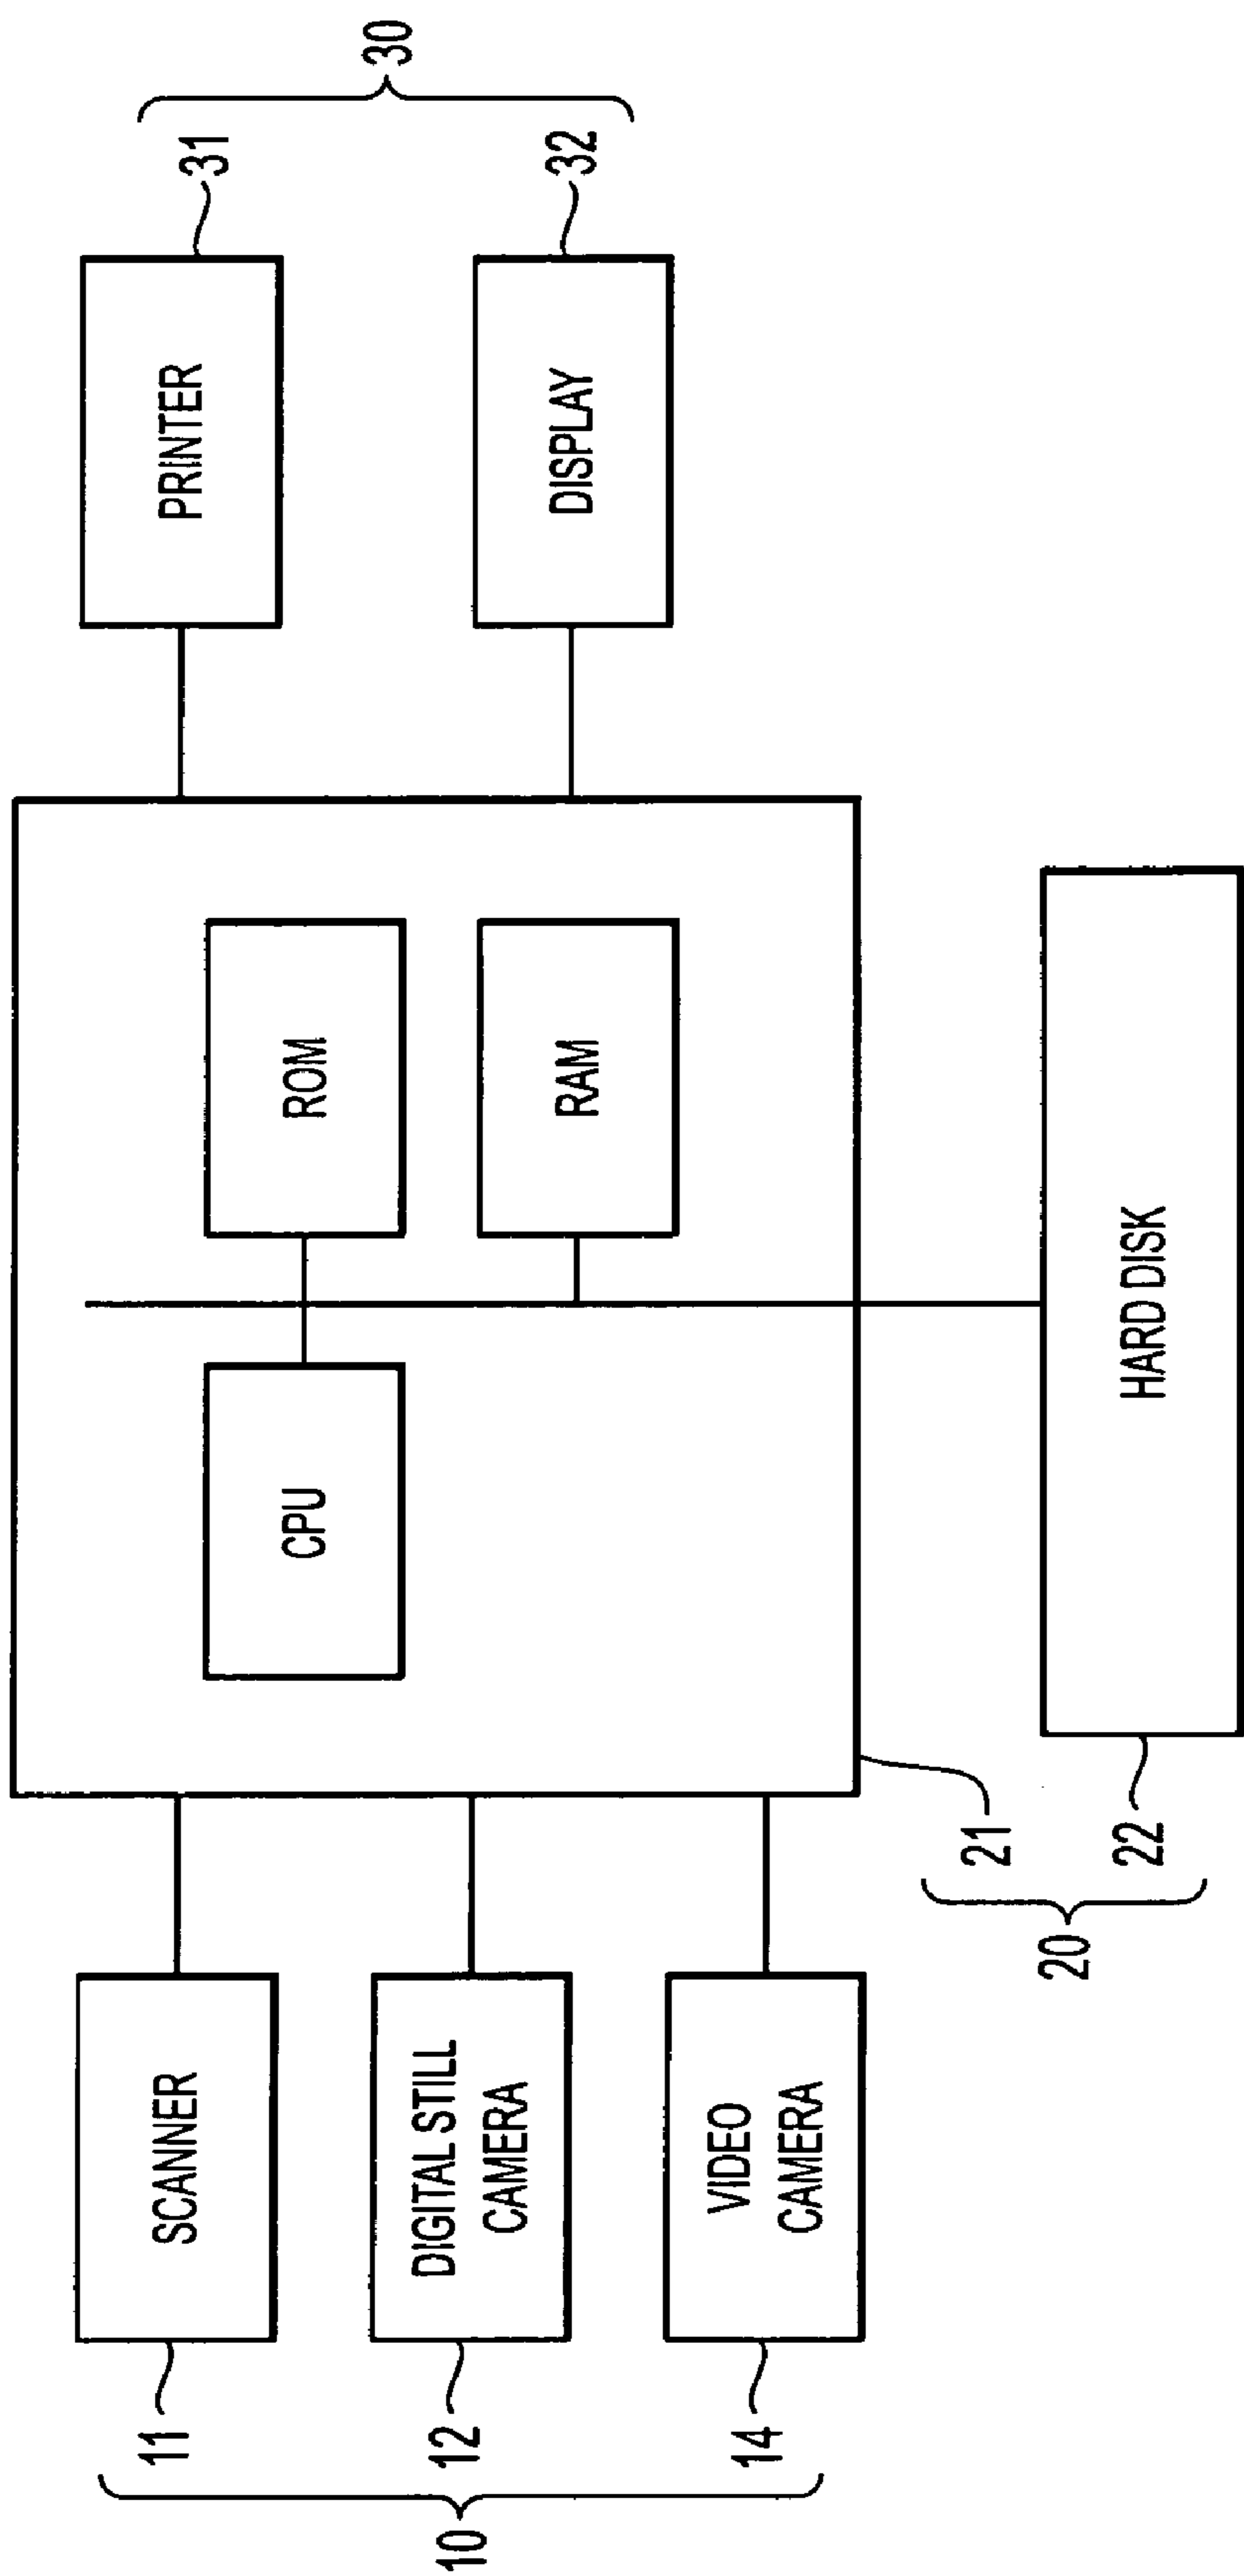 10
11
SCANNER
12
DIGITAL STILL
CAMERA
14
VIDEO
CAMERA
20
21
22
CPU
ROM
RAM
HARD DISK
PRINTER
31
DISPLAY
32
30